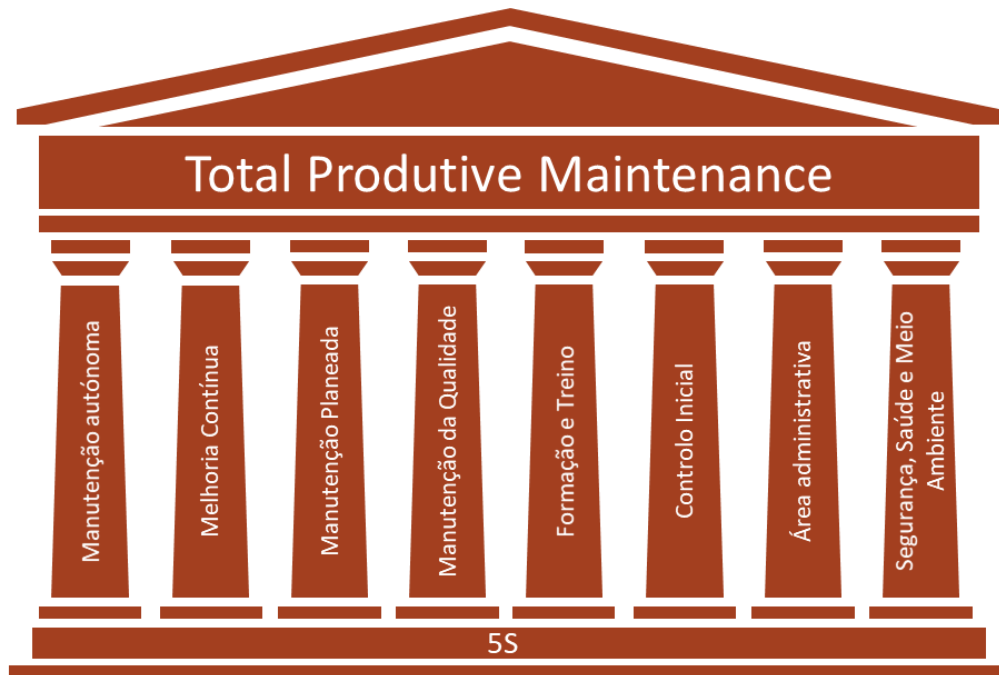 Total Produtive Maintenance
Manutenção autónoma
Melhoria Contínua
Manutenção Planeada
Manutenção da Qualidade
Formação e Treino
Controlo Inicial
Área administrativa
Segurança, Saúde e Meio
Ambiente
5S